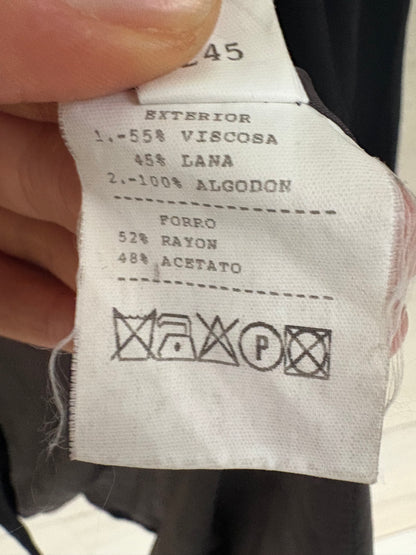 245
EXTERIOR
1.-55% VISCOSA
45% LANA
2.-100% ALGODON
FORRO
52% RAYON
48% ACETATO
P